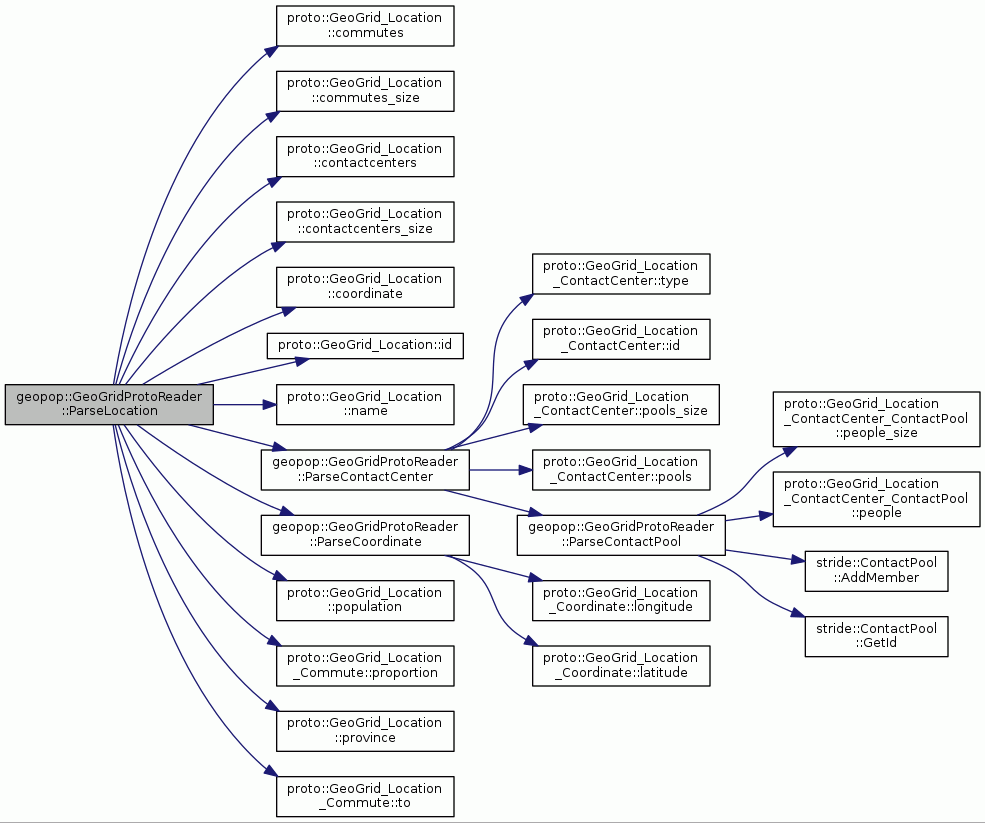 proto::GeoGrid_Location
::commutes
proto::GeoGrid_Location
::commutes_size
proto::GeoGrid_Location
::contactcenters
proto::GeoGrid_Location
::contactcenters_size
proto::GeoGrid_Location
::coordinate
proto::GeoGrid_Location::id
geopop::GeoGridProtoReader
::ParseLocation
proto::GeoGrid_Location
::name
geopop::GeoGridProtoReader
::ParseContactCenter
geopop::GeoGridProtoReader
::ParseCoordinate
proto::GeoGrid_Location
::population
proto::GeoGrid_Location
_Commute::proportion
proto::GeoGrid_Location
::province
proto::GeoGrid_Location
_Commute::to
proto::GeoGrid_Location
_ContactCenter::type
proto::GeoGrid_Location
_ContactCenter::id
proto::GeoGrid_Location
_ContactCenter::pools_size
proto::GeoGrid_Location
_ContactCenter::pools
geopop::GeoGridProtoReader
::ParseContactPool
proto::GeoGrid_Location
_Coordinate::longitude
proto::GeoGrid_Location
_Coordinate::latitude
proto::GeoGrid_Location
_ContactCenter_ContactPool
::people_size
proto::GeoGrid_Location
_ContactCenter_ContactPool
::people
stride::ContactPool
::AddMember
stride::ContactPool
::GetId